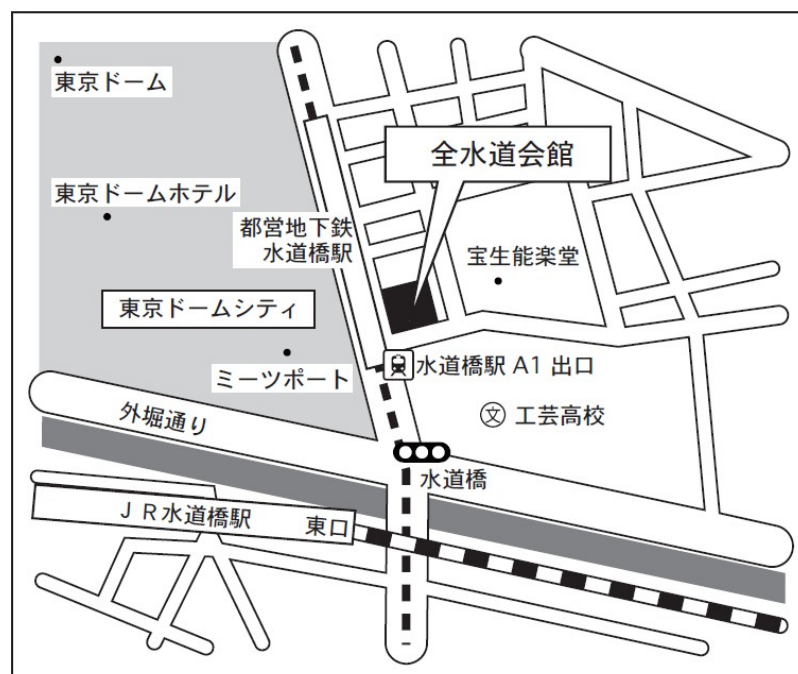 東京ドーム
全水道会館
東京ドームホテル
都営地下鉄
水道橋駅
宝生能楽堂
東京ドームシティ
ミーツポート
水道橋駅 A1 出口
外堀通り
文 工芸高校
水道橋
ＪＲ水道橋駅 東口